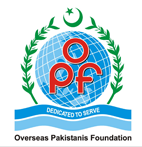 OPF
DEDICATED TO SERVE
Overseas Pakistanis Foundation